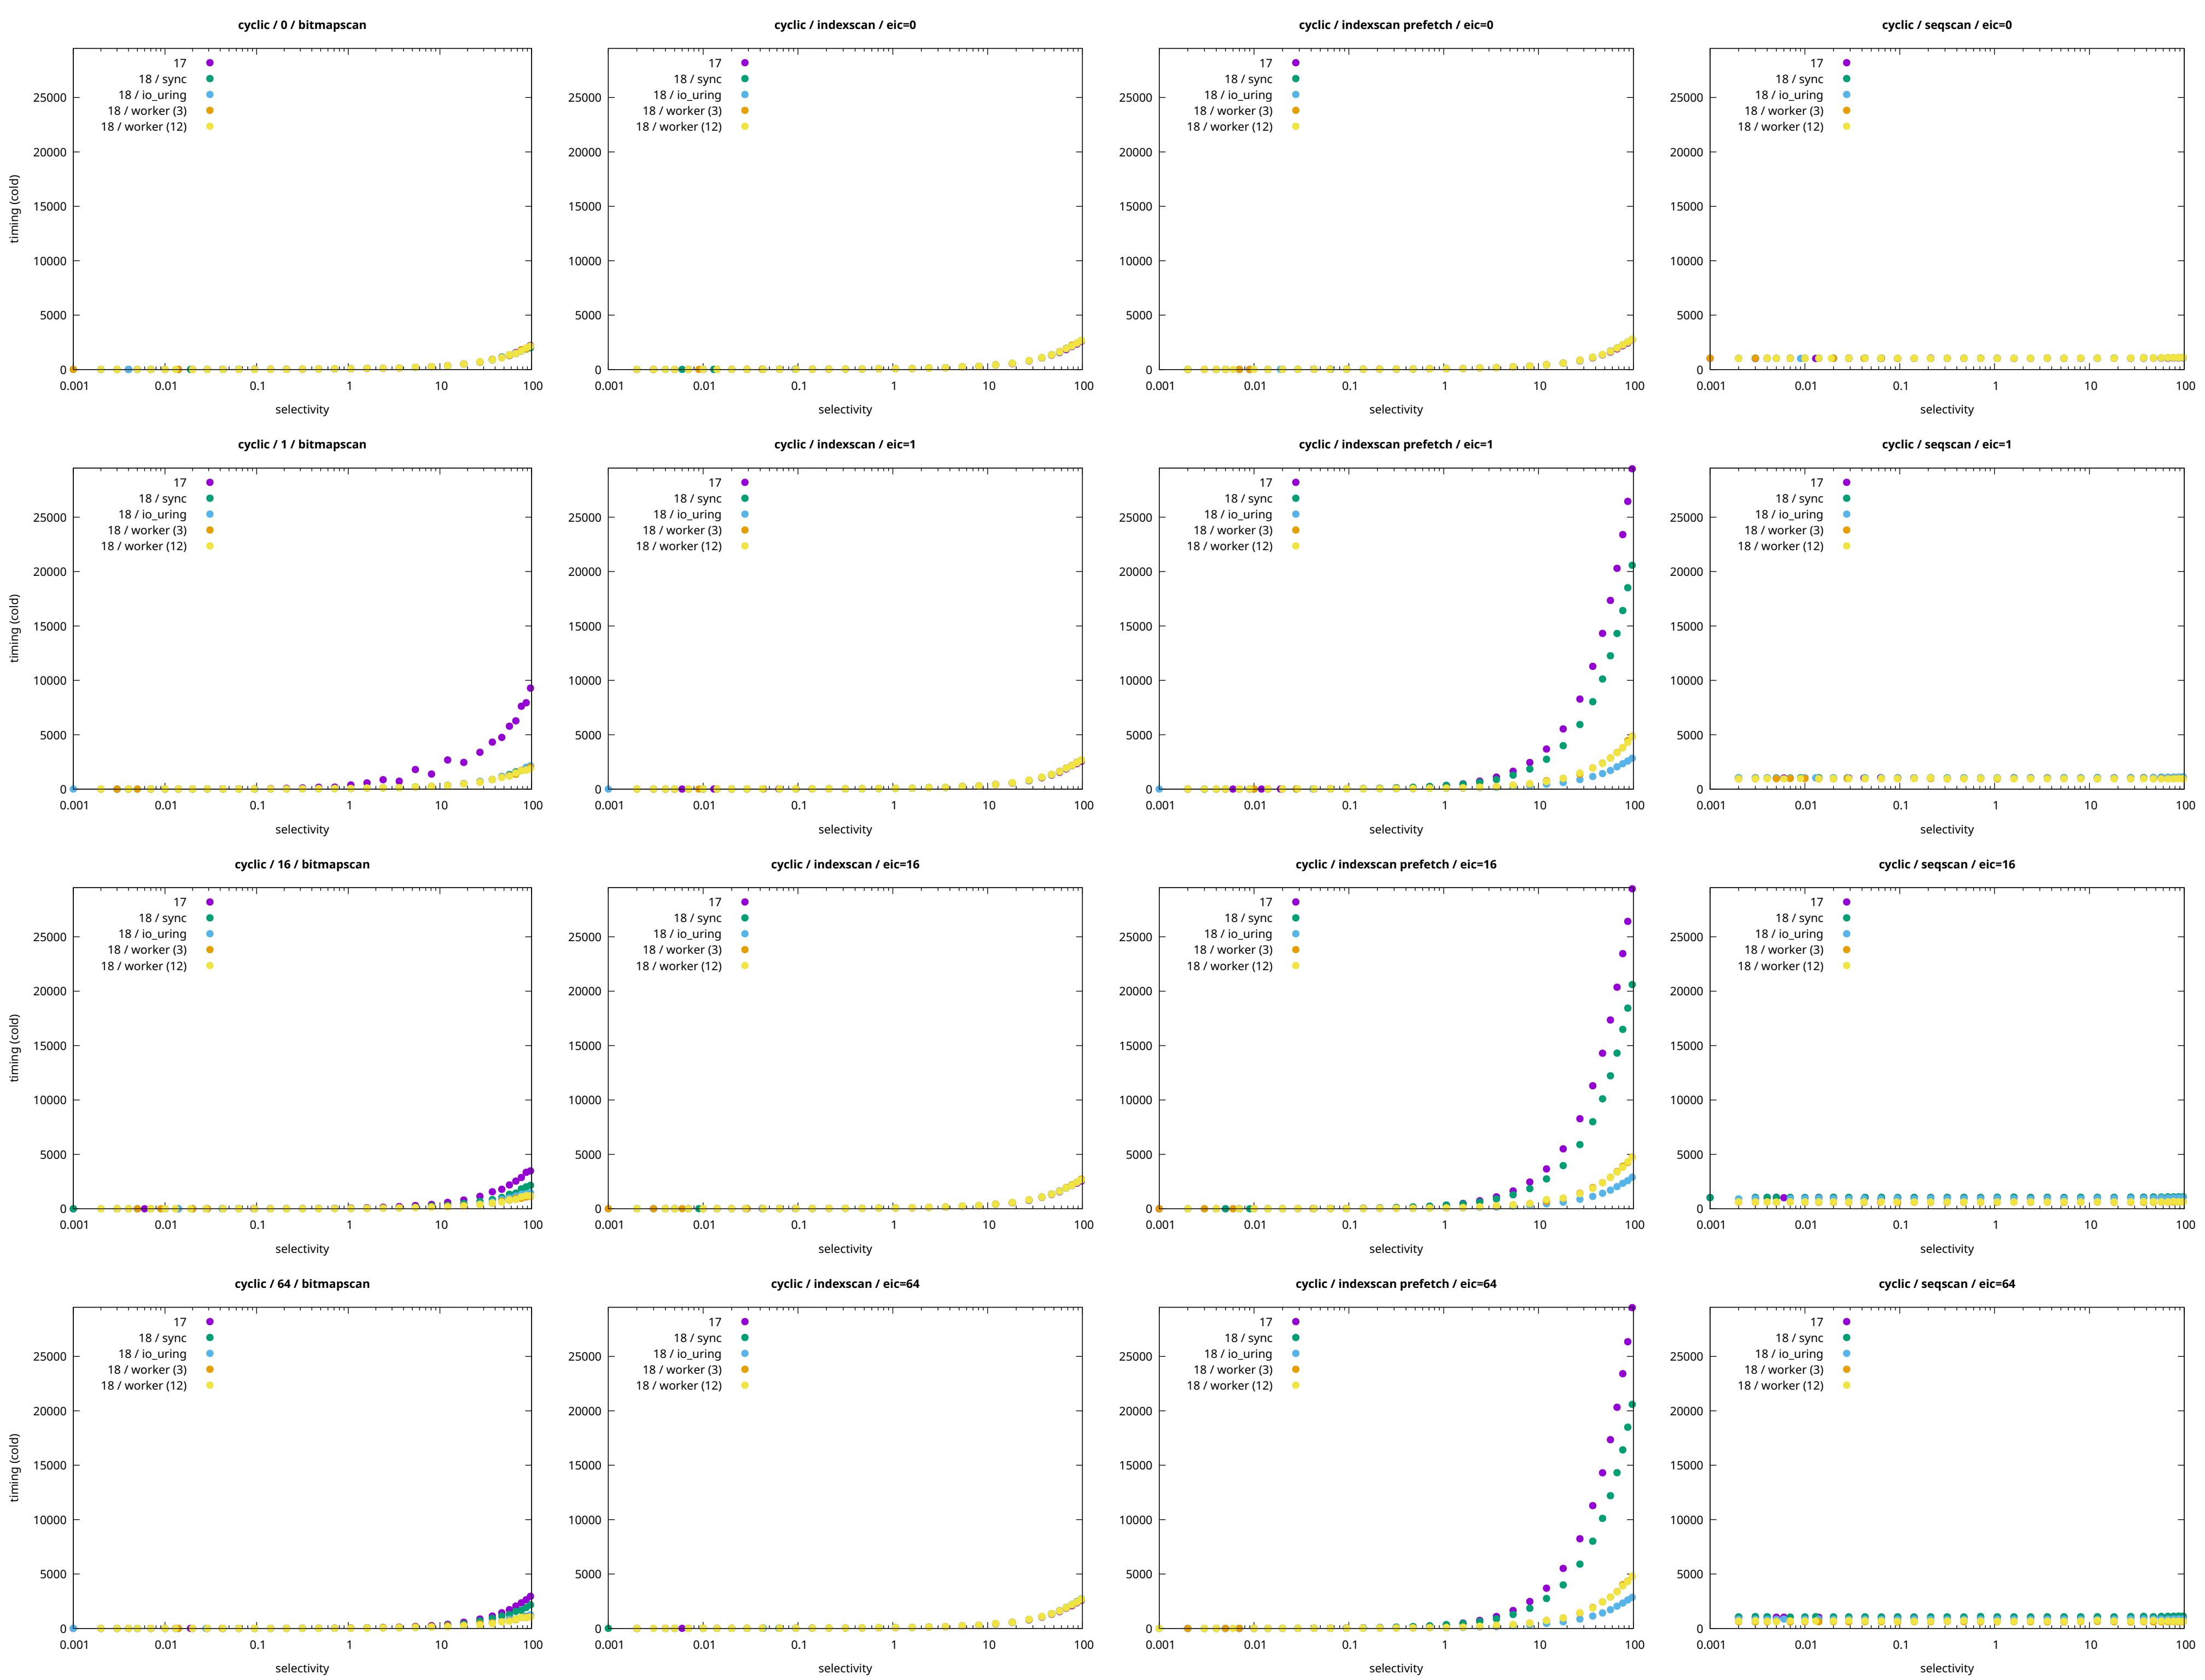 cyclic / 0 / bitmapscan
17
18 / sync
18 / io_uring
18 / worker (3)
18 / worker (12)
25000
20000
15000
10000
5000
0
timing (cold)
0.001 0.01 0.1 1 10 100
selectivity
cyclic / indexscan / eic=0
17
18 / sync
18 / io_uring
18 / worker (3)
18 / worker (12)
25000
20000
15000
10000
5000
0
0.001 0.01 0.1 1 10 100
selectivity
cyclic / indexscan prefetch / eic=0
17
18 / sync
18 / io_uring
18 / worker (3)
18 / worker (12)
25000
20000
15000
10000
5000
0
0.001 0.01 0.1 1 10 100
selectivity
cyclic / seqscan / eic=0
17
18 / sync
18 / io_uring
18 / worker (3)
18 / worker (12)
25000
20000
15000
10000
5000
0
0.001 0.01 0.1 1 10 100
selectivity
cyclic / 1 / bitmapscan
17
18 / sync
18 / io_uring
18 / worker (3)
18 / worker (12)
25000
20000
15000
10000
5000
0
timing (cold)
0.001 0.01 0.1 1 10 100
selectivity
cyclic / indexscan / eic=1
17
18 / sync
18 / io_uring
18 / worker (3)
18 / worker (12)
25000
20000
15000
10000
5000
0
0.001 0.01 0.1 1 10 100
selectivity
cyclic / indexscan prefetch / eic=1
17
18 / sync
18 / io_uring
18 / worker (3)
18 / worker (12)
25000
20000
15000
10000
5000
0
0.001 0.01 0.1 1 10 100
selectivity
cyclic / seqscan / eic=1
17
18 / sync
18 / io_uring
18 / worker (3)
18 / worker (12)
25000
20000
15000
10000
5000
0
0.001 0.01 0.1 1 10 100
selectivity
cyclic / 16 / bitmapscan
17
18 / sync
18 / io_uring
18 / worker (3)
18 / worker (12)
25000
20000
15000
10000
5000
0
timing (cold)
0.001 0.01 0.1 1 10 100
selectivity
cyclic / indexscan / eic=16
17
18 / sync
18 / io_uring
18 / worker (3)
18 / worker (12)
25000
20000
15000
10000
5000
0
0.001 0.01 0.1 1 10 100
selectivity
cyclic / indexscan prefetch / eic=16
17
18 / sync
18 / io_uring
18 / worker (3)
18 / worker (12)
25000
20000
15000
10000
5000
0
0.001 0.01 0.1 1 10 100
selectivity
cyclic / seqscan / eic=16
17
18 / sync
18 / io_uring
18 / worker (3)
18 / worker (12)
25000
20000
15000
10000
5000
0
0.001 0.01 0.1 1 10 100
selectivity
cyclic / 64 / bitmapscan
17
18 / sync
18 / io_uring
18 / worker (3)
18 / worker (12)
25000
20000
15000
10000
5000
0
timing (cold)
0.001 0.01 0.1 1 10 100
selectivity
cyclic / indexscan / eic=64
17
18 / sync
18 / io_uring
18 / worker (3)
18 / worker (12)
25000
20000
15000
10000
5000
0
0.001 0.01 0.1 1 10 100
selectivity
cyclic / indexscan prefetch / eic=64
17
18 / sync
18 / io_uring
18 / worker (3)
18 / worker (12)
25000
20000
15000
10000
5000
0
0.001 0.01 0.1 1 10 100
selectivity
cyclic / seqscan / eic=64
17
18 / sync
18 / io_uring
18 / worker (3)
18 / worker (12)
25000
20000
15000
10000
5000
0
0.001 0.01 0.1 1 10 100
selectivity